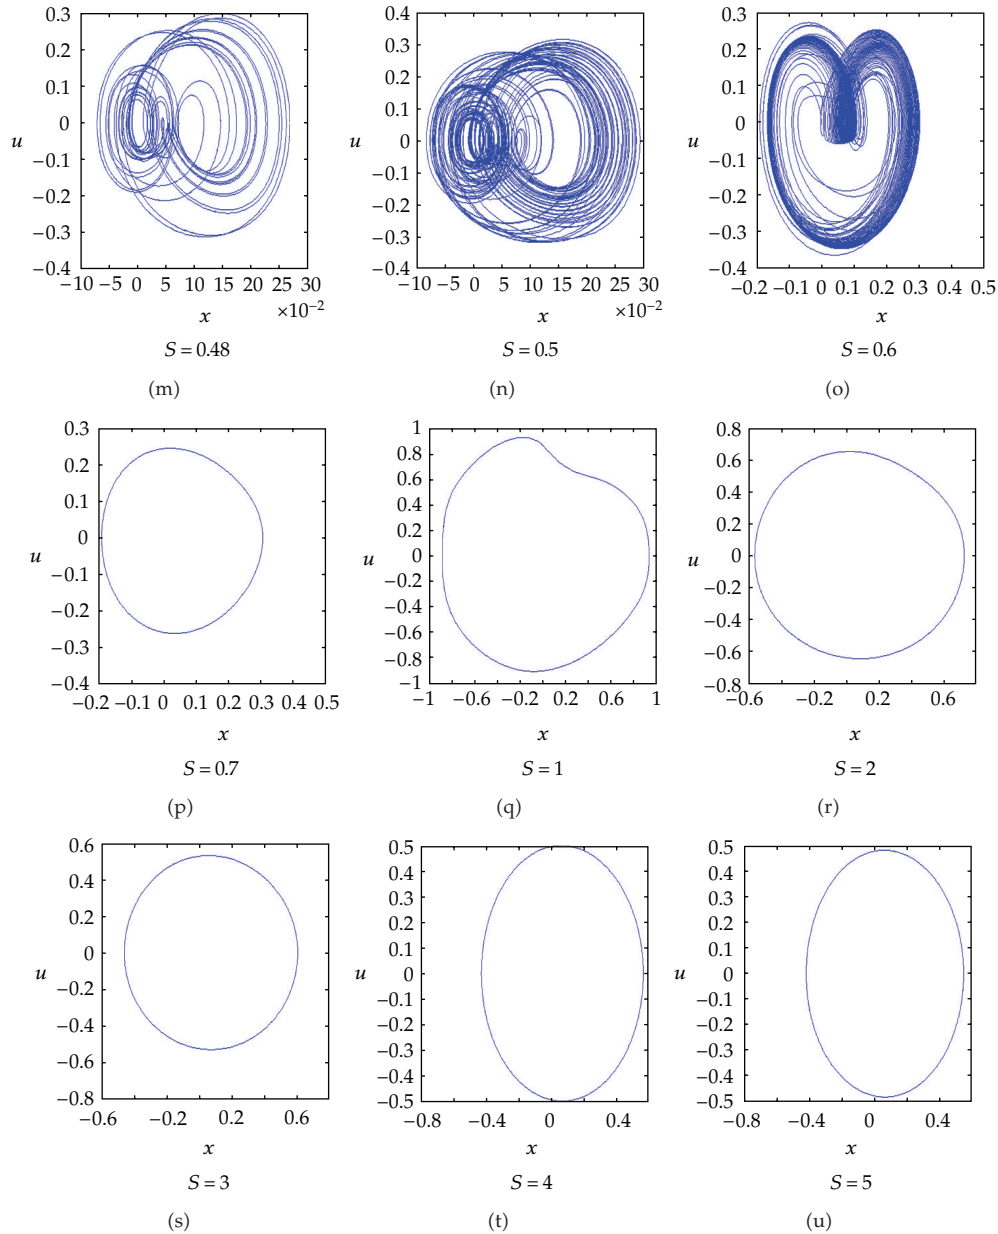 0.3
0.2
0.1
0
−0.1
−0.2
−0.3
−0.4
u
−10 −5 0 5 10 15 20 25 30
×10−2
x
S = 0.48
(m)
0.4
0.3
0.2
0.1
0
−0.1
−0.2
−0.3
−0.4
u
−10 −5 0 5 10 15 20 25 30
×10−2
x
S = 0.5
(n)
0.3
0.2
0.1
0
−0.1
−0.2
−0.3
−0.4
u
−0.2 −0.1 0 0.1 0.2 0.3 0.4 0.5
x
S = 0.6
(o)
0.3
0.2
0.1
0
−0.1
−0.2
−0.3
−0.4
u
−0.2 −0.1 0 0.1 0.2 0.3 0.4 0.5
x
S = 0.7
(p)
1
0.8
0.6
0.4
0.2
0
−0.2
−0.4
−0.6
−0.8
−1
u
−1 −0.6 −0.2 0.2 0.6 1
x
S = 1
(q)
0.8
0.6
0.4
0.2
0
−0.2
−0.4
−0.6
−0.8
u
−0.6 −0.2 0.2 0.6
x
S = 2
(r)
0.6
0.4
0.2
0
−0.2
−0.4
−0.6
−0.8
u
−0.6 −0.2 0.2 0.6
x
S = 3
(s)
0.5
0.4
0.3
0.2
0.1
0
−0.1
−0.2
−0.3
−0.4
−0.5
u
−0.8 −0.4 0 0.4
x
S = 4
(t)
0.5
0.4
0.3
0.2
0.1
0
−0.1
−0.2
−0.3
−0.4
−0.5
u
−0.8 −0.4 0 0.4
x
S = 5
(u)